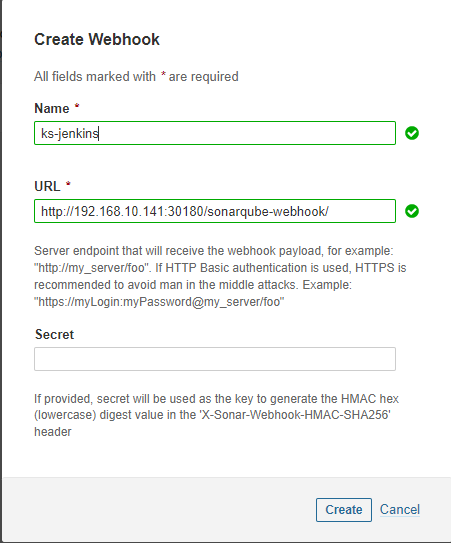 Create Webhook
All fields marked with * are required
Name *
ks-jenkins
URL *
http://192.168.10.141:30180/sonarqube-webhook/
Server endpoint that will receive the webhook payload, for example:
"http://my_server/foo". If HTTP Basic authentication is used, HTTPS is
recommended to avoid man in the middle attacks. Example:
"https://myLogin:myPassword@my_server/foo"
Secret
If provided, secret will be used as the key to generate the HMAC hex
(lowercase) digest value in the 'X-Sonar-Webhook-HMAC-SHA256'
header
Create Cancel